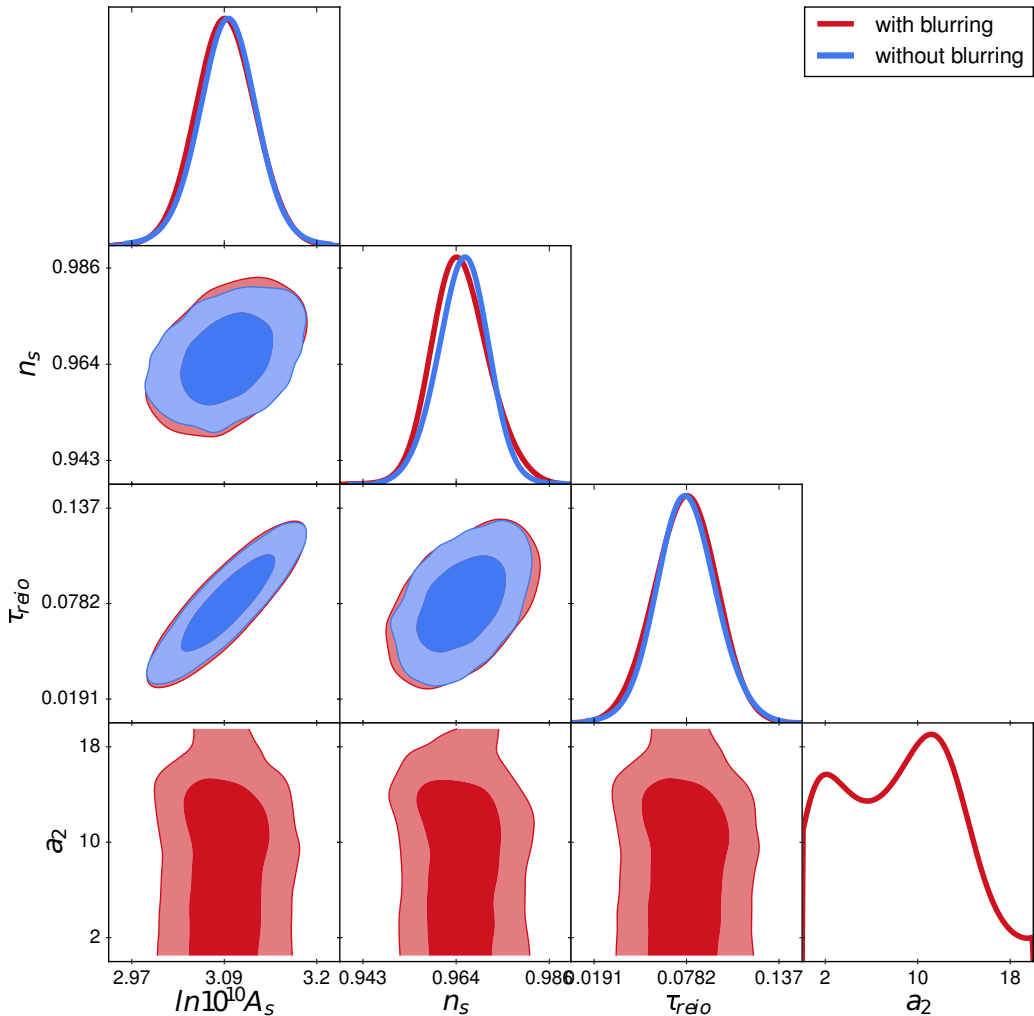 with blurring
without blurring
0.986
0.964
0.943
n_s
0.137
0.0782
0.0191
τ_reio
18
10
2
a_2
2.97 3.09 3.2
0.943 0.964 0.986
0.0191 0.0782 0.137
2 10 18
ln10^10A_s
n_s
τ_reio
a_2